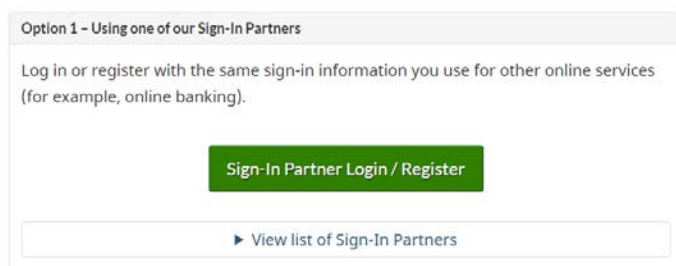 Option 1 – Using one of our Sign-In Partners
Log in or register with the same sign-in information you use for other online services
(for example, online banking).
Sign-In Partner Login / Register
▶ View list of Sign-In Partners